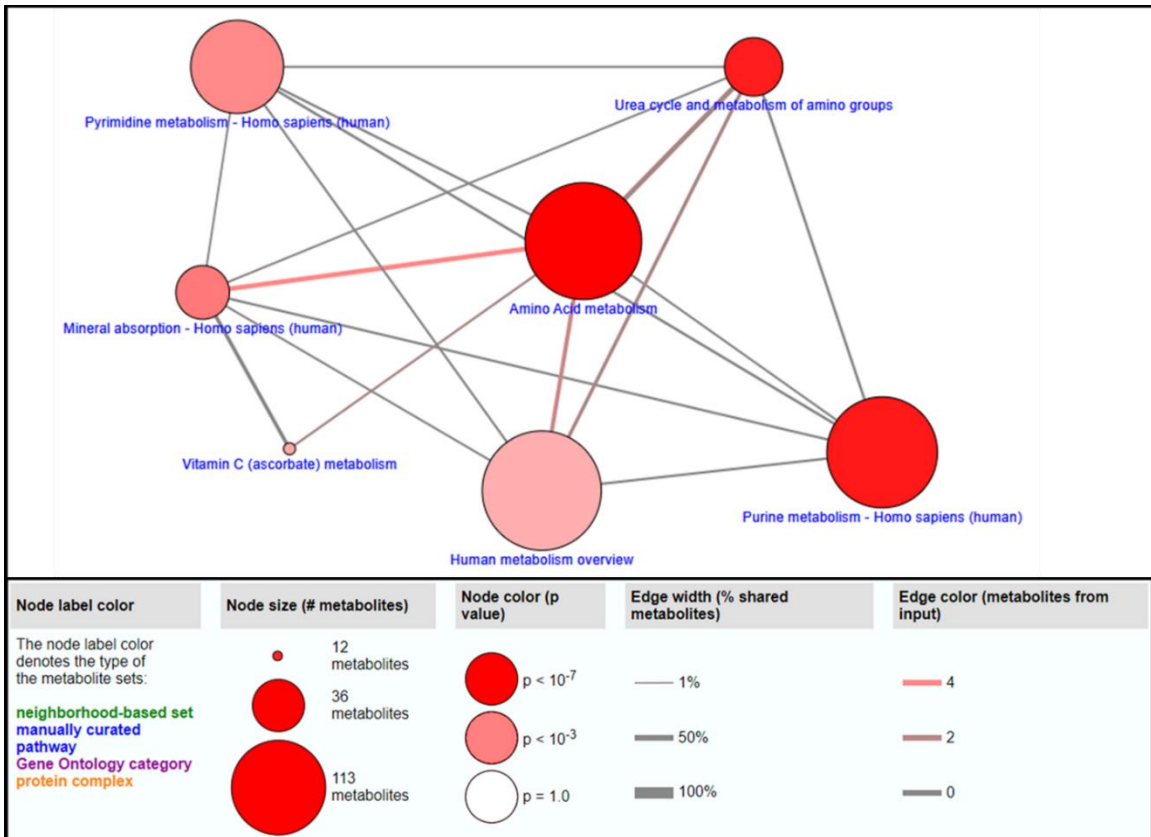 Urea cycle and metabolism of amino groups
Pyrimidine metabolism - Homo sapiens (human)
Amino Acid metabolism
Mineral absorption - Homo sapiens (human)
Vitamin C (ascorbate) metabolism
Purine metabolism - Homo sapiens (human)
Human metabolism overview
Node label color
The node label color
denotes the type of
the metabolite sets:
neighborhood-based set
manually curated
pathway
Gene Ontology category
protein complex
Node size (# metabolites)
12
metabolites
36
metabolites
113
metabolites
Node color (p
value)
p < 10⁻⁷
p < 10⁻³
p = 1.0
Edge width (% shared
metabolites)
1%
50%
100%
Edge color (metabolites from
input)
4
2
0